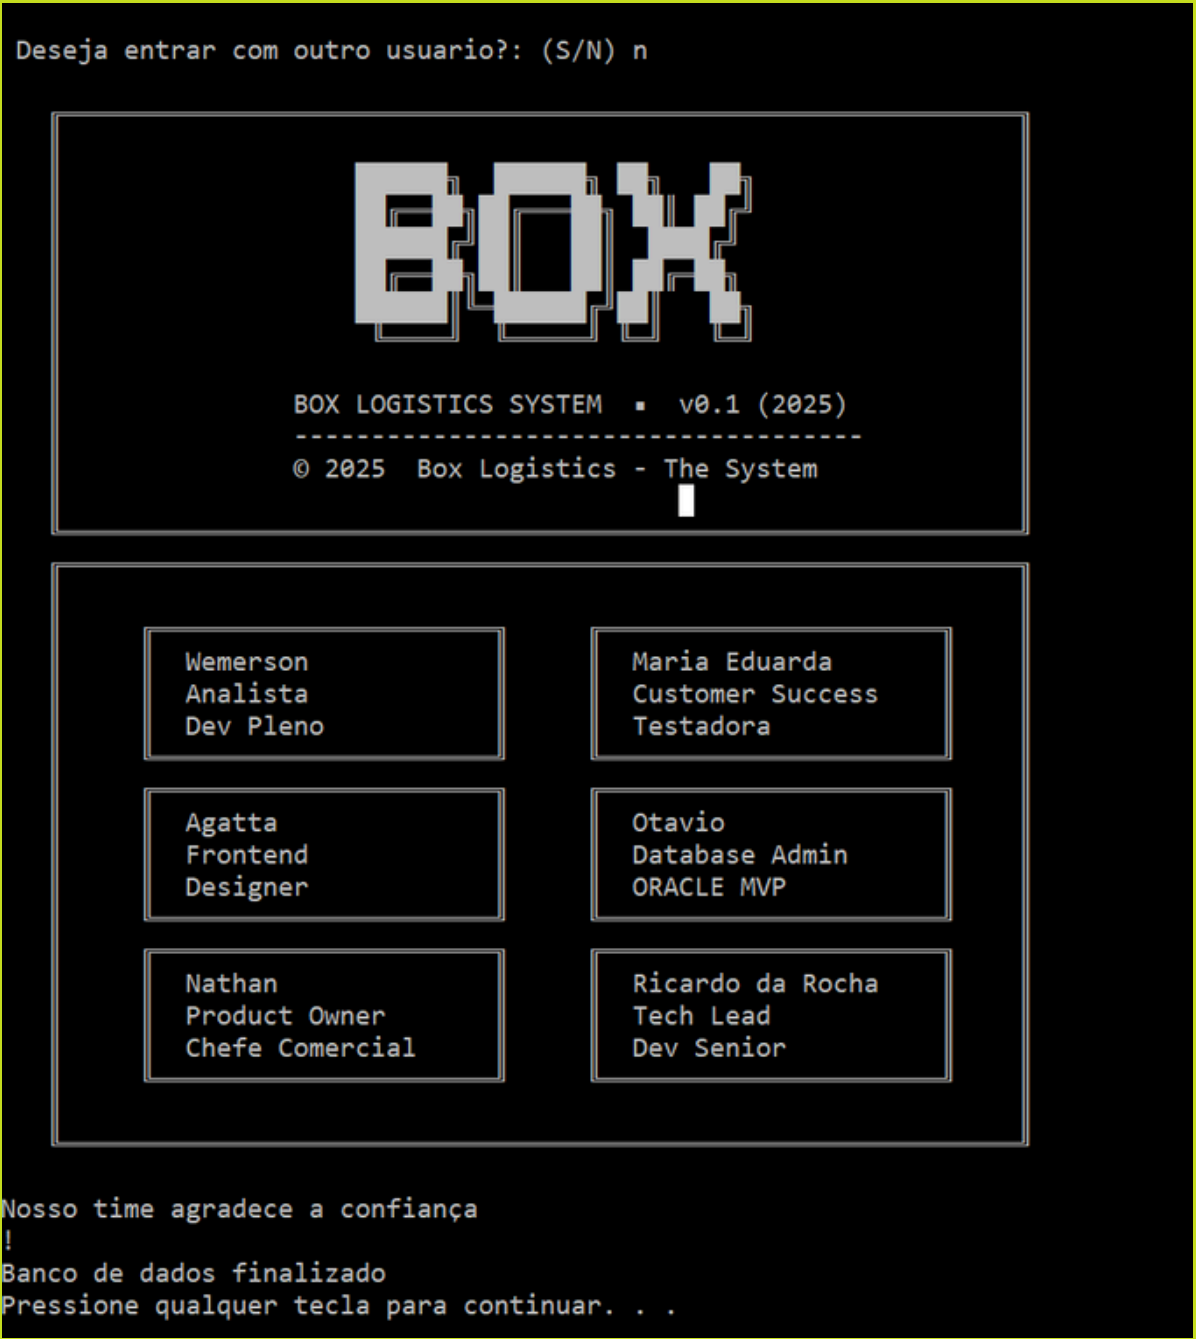 Deseja entrar com outro usuario?: (S/N) n
BOX
BOX LOGISTICS SYSTEM ▪ v0.1 (2025)
-------------------------------------
© 2025 Box Logistics - The System
Wemerson
Analista
Dev Pleno
Maria Eduarda
Customer Success
Testadora
Agatta
Frontend
Designer
Otavio
Database Admin
ORACLE MVP
Nathan
Product Owner
Chefe Comercial
Ricardo da Rocha
Tech Lead
Dev Senior
Nosso time agradece a confiança
!
Banco de dados finalizado
Pressione qualquer tecla para continuar. . .